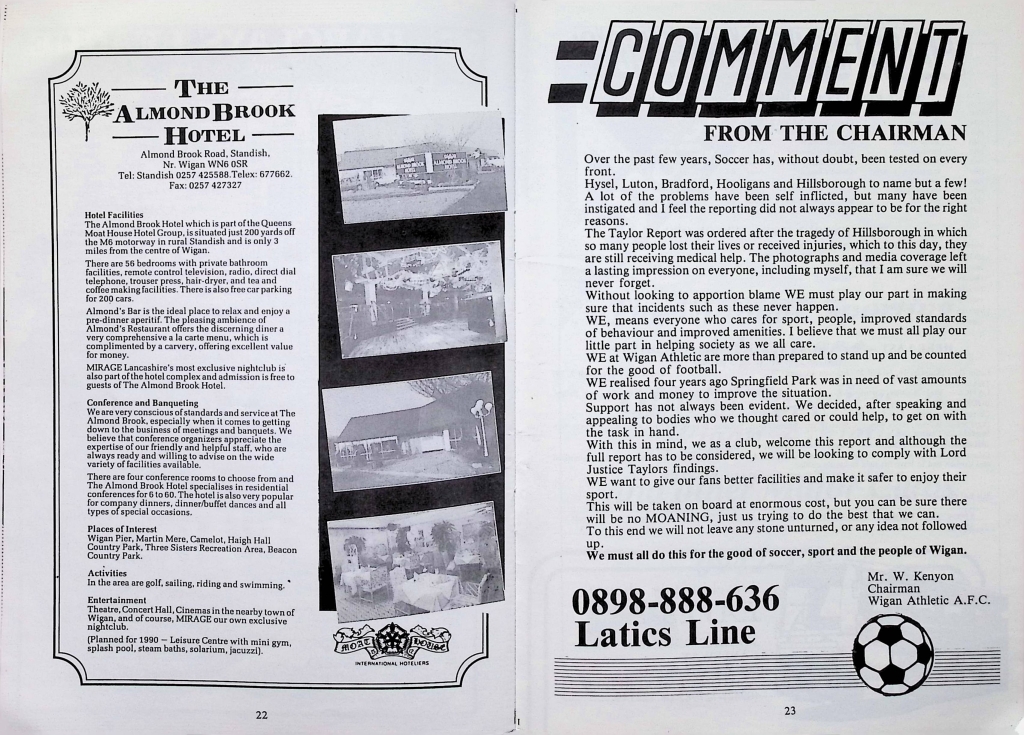 THE
ALMOND BROOK
HOTEL
Almond Brook Road, Standish,
Nr. Wigan WN6 0SR
Tel: Standish 0257 425588.Telex: 677662.
Fax: 0257 427327
Hotel Facilities
The Almond Brook Hotel which is part of the Queens
Moat House Hotel Group, is situated just 200 yards off
the M6 motorway in rural Standish and is only 3
miles from the centre of Wigan.
There are 56 bedrooms with private bathroom
facilities, remote control television, radio, direct dial
telephone, trouser press, hair-dryer, and tea and
coffee making facilities. There is also free car parking
for 200 cars.
Almond's Bar is the ideal place to relax and enjoy a
pre-dinner aperitif. The pleasing ambience of
Almond's Restaurant offers the discerning diner a
very comprehensive a la carte menu, which is
complimented by a carvery, offering excellent value
for money.
MIRAGE Lancashire's most exclusive nightclub is
also part of the hotel complex and admission is free to
guests of The Almond Brook Hotel.
Conference and Banqueting
We are very conscious of standards and service at The
Almond Brook, especially when it comes to getting
down to the business of meetings and banquets. We
believe that conference organizers appreciate the
expertise of our friendly and helpful staff, who are
always ready and willing to advise on the wide
variety of facilities available.
There are four conference rooms to choose from and
The Almond Brook Hotel specialises in residential
conferences for 6 to 60. The hotel is also very popular
for company dinners, dinner/buffet dances and all
types of special occasions.
Places of Interest
Wigan Pier, Martin Mere, Camelot, Haigh Hall
Country Park, Three Sisters Recreation Area, Beacon
Country Park.
Activities
In the area are golf, sailing, riding and swimming.
Entertainment
Theatre, Concert Hall, Cinemas in the nearby town of
Wigan, and of course, MIRAGE our own exclusive
nightclub.
(Planned for 1990 — Leisure Centre with mini gym,
splash pool, steam baths, solarium, jacuzzi).
ALMOND BROOK
MOAT HOUSE
INTERNATIONAL HOTELIERS
22
COMMENT
FROM THE CHAIRMAN
Over the past few years, Soccer has, without doubt, been tested on every
front.
Hysel, Luton, Bradford, Hooligans and Hillsborough to name but a few!
A lot of the problems have been self inflicted, but many have been
instigated and I feel the reporting did not always appear to be for the right
reasons.
The Taylor Report was ordered after the tragedy of Hillsborough in which
so many people lost their lives or received injuries, which to this day, they
are still receiving medical help. The photographs and media coverage left
a lasting impression on everyone, including myself, that I am sure we will
never forget.
Without looking to apportion blame WE must play our part in making
sure that incidents such as these never happen.
WE, means everyone who cares for sport, people, improved standards
of behaviour and improved amenities. I believe that we must all play our
little part in helping society as we all care.
WE at Wigan Athletic are more than prepared to stand up and be counted
for the good of football.
WE realised four years ago Springfield Park was in need of vast amounts
of work and money to improve the situation.
Support has not always been evident. We decided, after speaking and
appealing to bodies who we thought cared or could help, to get on with
the task in hand.
With this in mind, we as a club, welcome this report and although the
full report has to be considered, we will be looking to comply with Lord
Justice Taylors findings.
WE want to give our fans better facilities and make it safer to enjoy their
sport.
This will be taken on board at enormous cost, but you can be sure there
will be no MOANING, just us trying to do the best that we can.
To this end we will not leave any stone unturned, or any idea not followed
up.
We must all do this for the good of soccer, sport and the people of Wigan.
Mr. W. Kenyon
Chairman
Wigan Athletic A.F.C.
0898-888-636
Latics Line
23